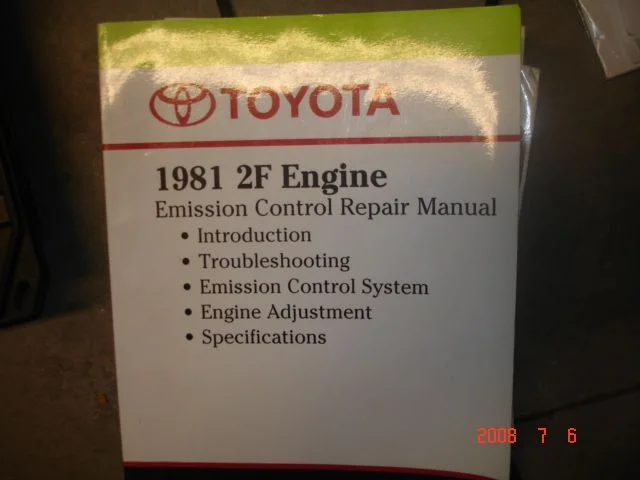 TOYOTA
1981 2F Engine
Emission Control Repair Manual
• Introduction
• Troubleshooting
• Emission Control System
• Engine Adjustment
• Specifications
2008 7 6